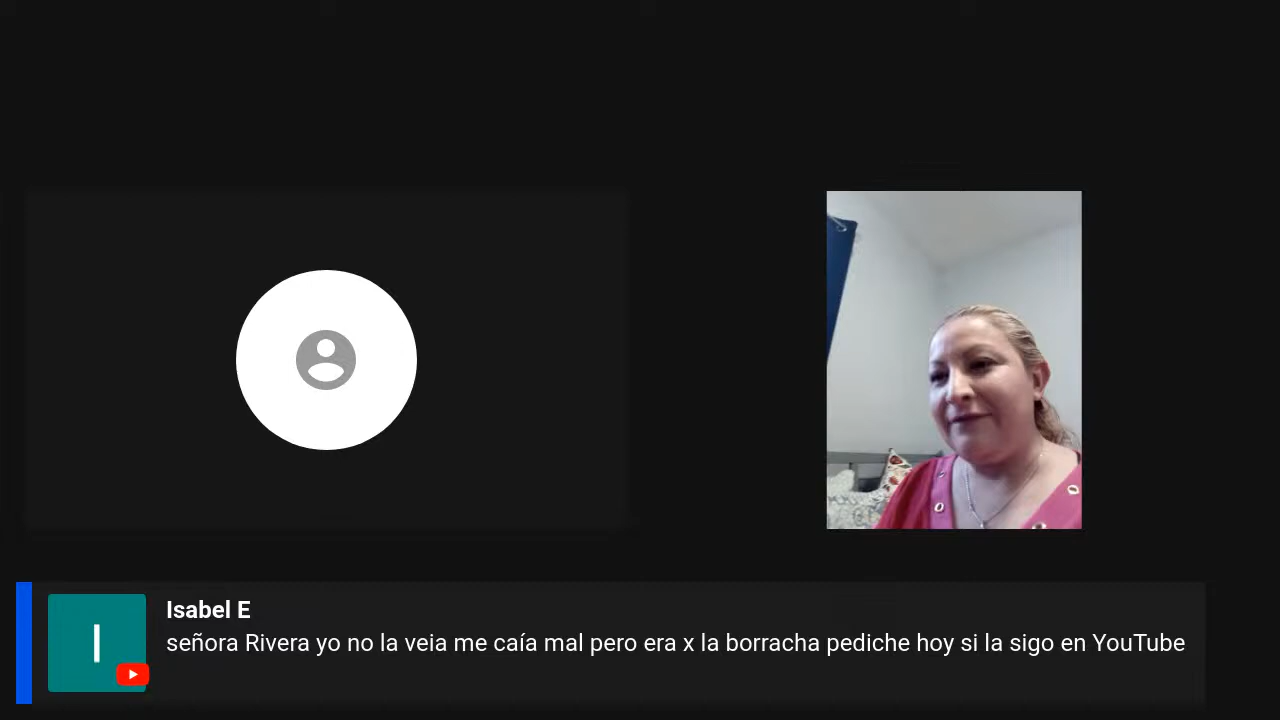 Isabel E
señora Rivera yo no la veia me caía mal pero era x la borracha pediche hoy si la sigo en YouTube
I